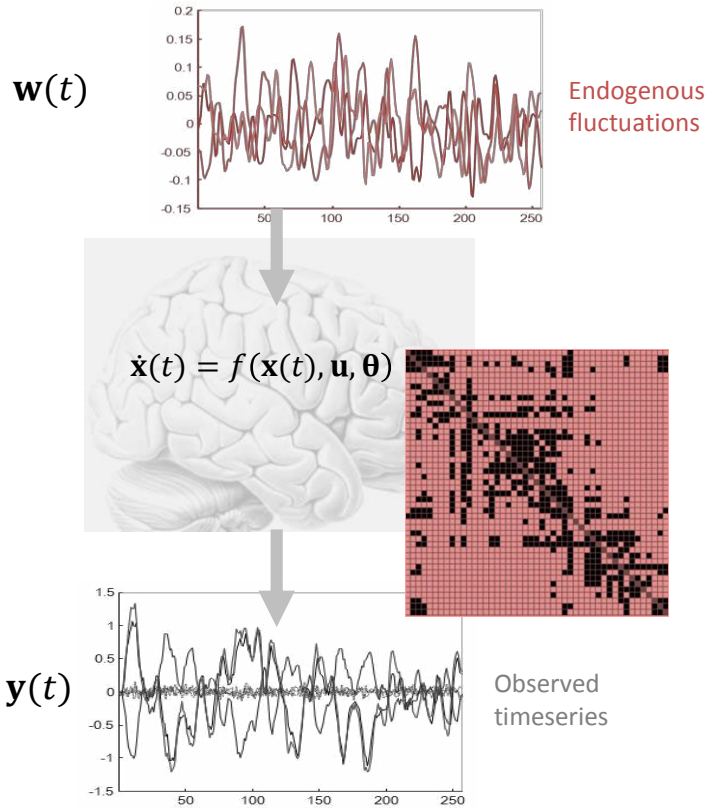 0.2
0.15
0.1
0.05
0
-0.05
-0.1
-0.15
50 100 150 200 250
w(t)
Endogenous
fluctuations
ẋ(t) = f(x(t), u, θ)
1.5
1
0.5
0
-0.5
-1
-1.5
50 100 150 200 250
y(t)
Observed
timeseries